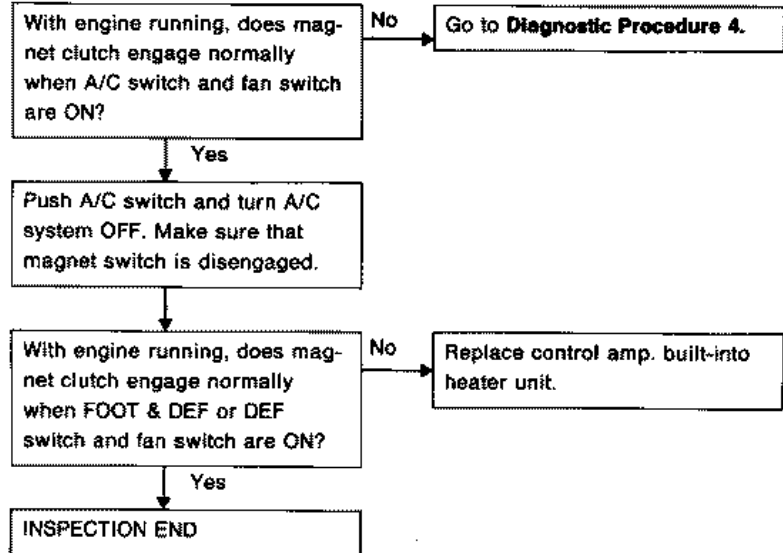 With engine running, does mag-
net clutch engage normally
when A/C switch and fan switch
are ON?
No
Go to Diagnostic Procedure 4.
Yes
Push A/C switch and turn A/C
system OFF. Make sure that
magnet switch is disengaged.
With engine running, does mag-
net clutch engage normally
when FOOT & DEF or DEF
switch and fan switch are ON?
No
Replace control amp. built-into
heater unit.
Yes
INSPECTION END